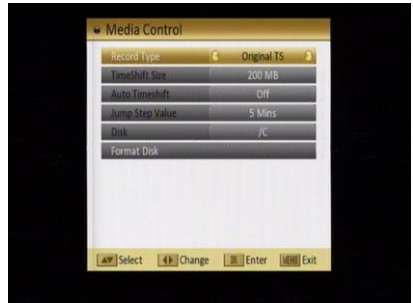 Media Control
Record Type Original TS
TimeShift Size 200 MB
Auto Timeshift Off
Jump Step Value 5 Mins
Disk /C
Format Disk
Select Change OK Enter MENU Exit